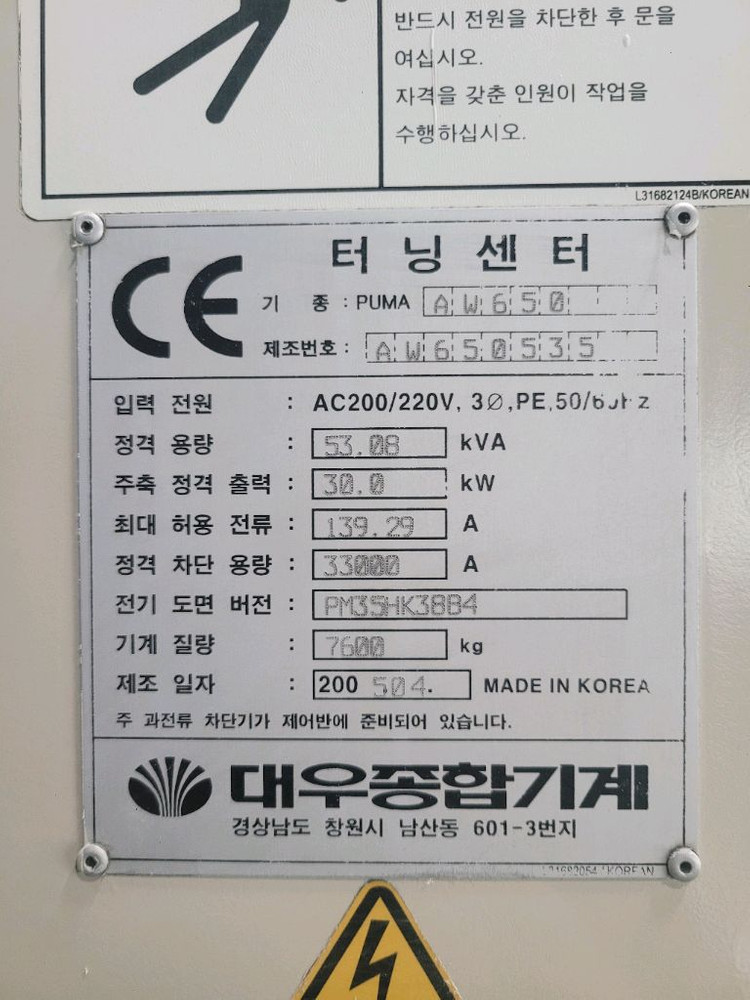 반드시 전원을 차단한 후 문을
여십시오.
자격을 갖춘 인원이 작업을
수행하십시오.
L31682124B/KOREAN
CE 터닝센터
기 종 : PUMA AW650
제조번호 : AW650535
입력 전원 : AC200/220V, 3Ø,PE,50/60Hz
정격 용량 : 53.08 kVA
주축 정격 출력 : 30.0 kW
최대 허용 전류 : 139.29 A
정격 차단 용량 : 33000 A
전기 도면 버전 :
기계 질량 : 7600 kg
제조 일자 : 200 504. MADE IN KOREA
주 과전류 차단기가 제어반에 준비되어 있습니다.
대우종합기계
경상남도 창원시 남산동 601-3번지